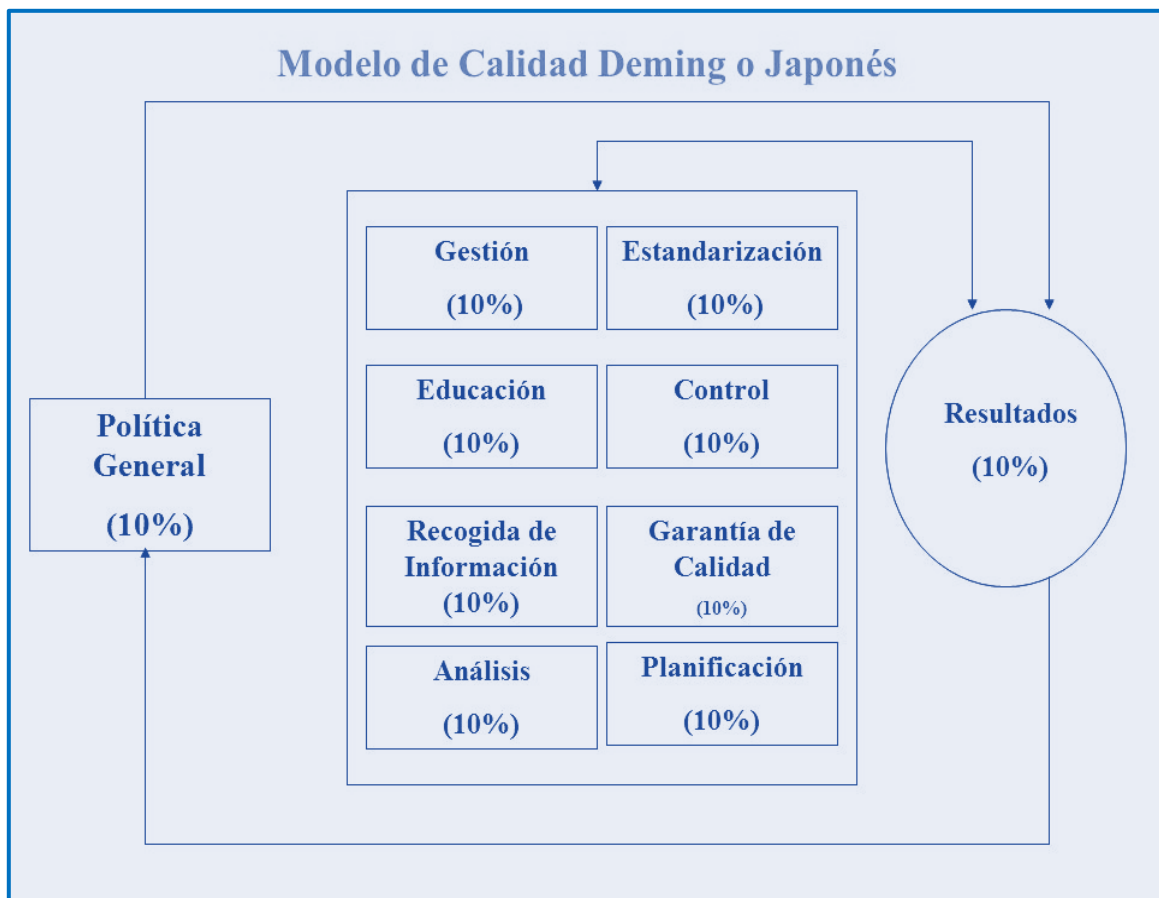 Modelo de Calidad Deming o Japonés
Gestión
(10%)
Estandarización
(10%)
Educación
(10%)
Control
(10%)
Política
General
(10%)
Resultados
(10%)
Recogida de
Información
(10%)
Garantía de
Calidad
(10%)
Análisis
(10%)
Planificación
(10%)